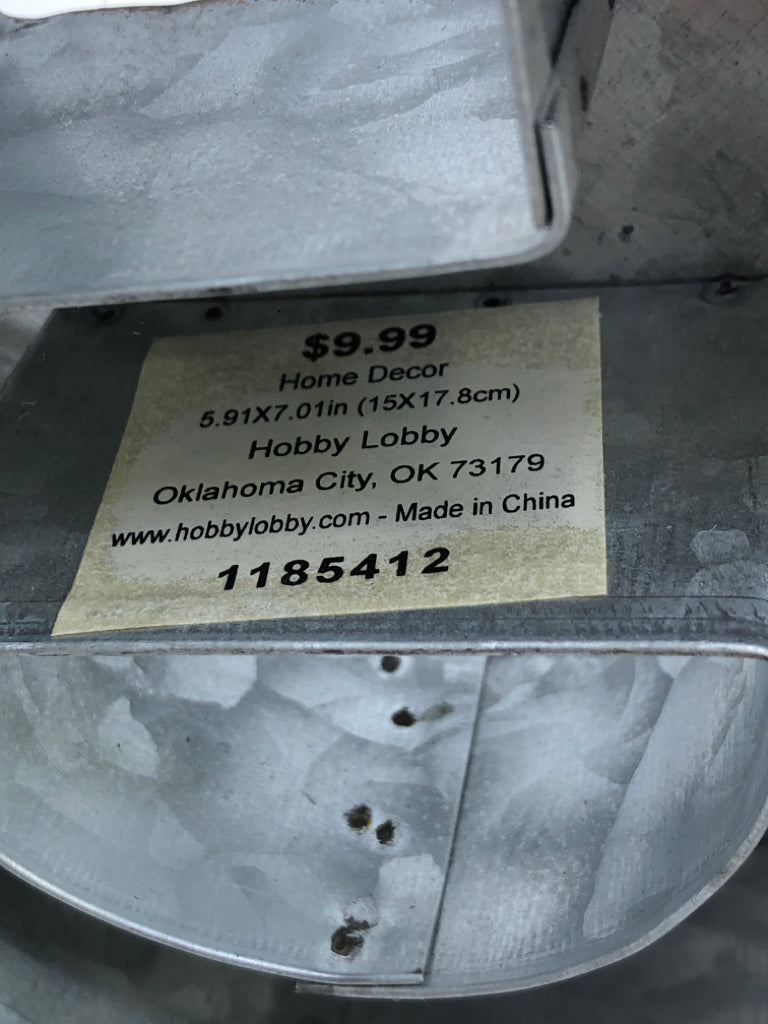 $9.99
Home Decor
5.91X7.01in (15X17.8cm)
Hobby Lobby
Oklahoma City, OK 73179
www.hobbylobby.com - Made in China
1185412